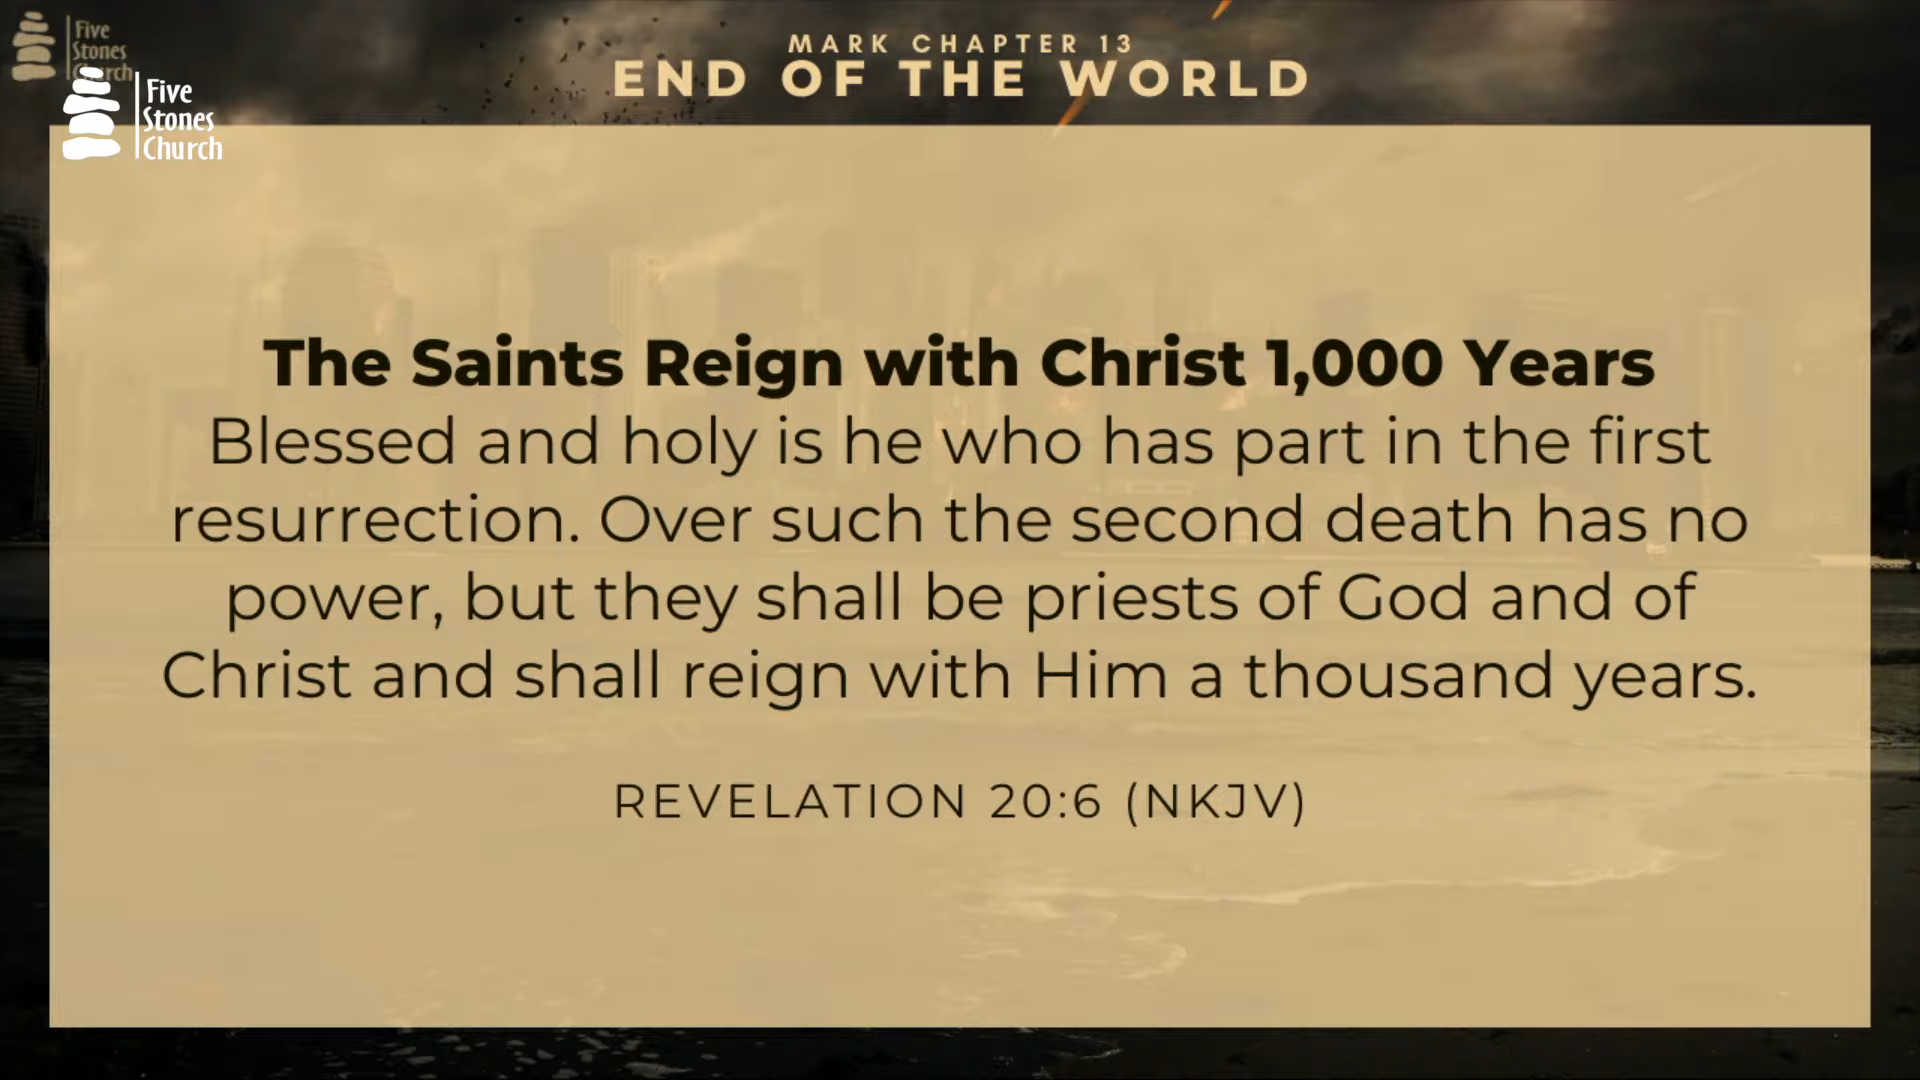 Five
Stones
Church
Five
Stones
Church
MARK CHAPTER 13
END OF THE WORLD
The Saints Reign with Christ 1,000 Years
Blessed and holy is he who has part in the first
resurrection. Over such the second death has no
power, but they shall be priests of God and of
Christ and shall reign with Him a thousand years.
REVELATION 20:6 (NKJV)